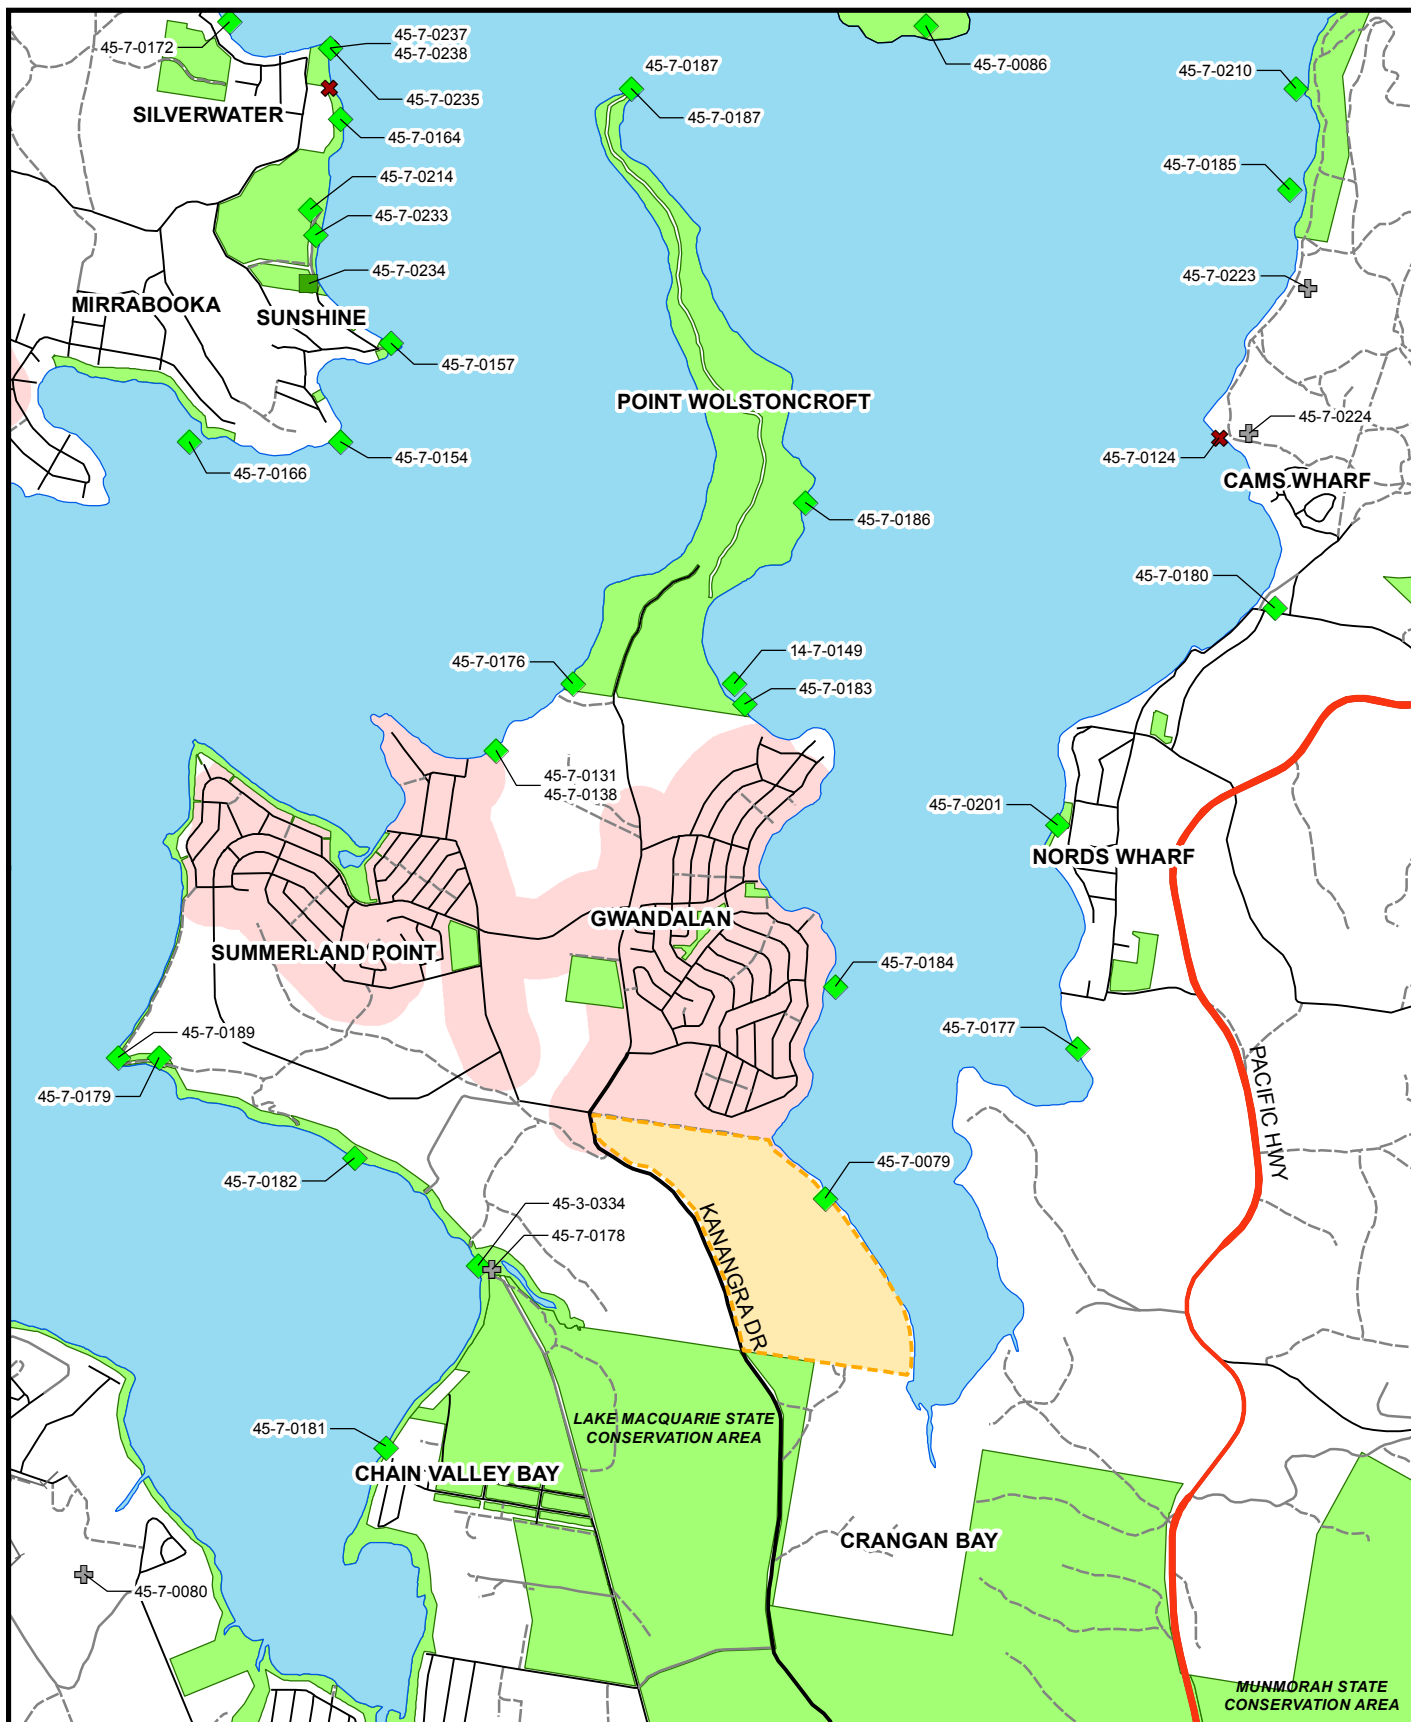 45-7-0172
45-7-0237
45-7-0238
45-7-0187
45-7-0086
45-7-0210
45-7-0235
45-7-0187
SILVERWATER
45-7-0164
45-7-0185
45-7-0214
45-7-0233
45-7-0234
45-7-0223
MIRRABOOKA
SUNSHINE
45-7-0157
POINT WOLSTONCROFT
45-7-0224
45-7-0166
45-7-0154
45-7-0124
CAMS WHARF
45-7-0186
45-7-0180
45-7-0176
14-7-0149
45-7-0183
45-7-0131
45-7-0138
45-7-0201
NORDS WHARF
GWANDALAN
SUMMERLAND POINT
45-7-0184
45-7-0189
45-7-0177
PACIFIC HWY
45-7-0179
45-7-0182
45-7-0079
45-3-0334
45-7-0178
KANANGRA DR
LAKE MACQUARIE STATE
CONSERVATION AREA
45-7-0181
CHAIN VALLEY BAY
CRANGAN BAY
45-7-0080
MUNMORAH STATE
CONSERVATION AREA